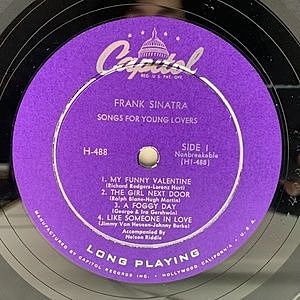 Capitol
REG. U.S. PAT. OFF.
FRANK SINATRA
SONGS FOR YOUNG LOVERS
H-488
SIDE 1
Nonbreakable
(H1-488)
1. MY FUNNY VALENTINE
(Richard Rodgers-Lorenz Hart)
2. THE GIRL NEXT DOOR
(Ralph Blane-Hugh Martin)
3. A FOGGY DAY
(George & Ira Gershwin)
4. LIKE SOMEONE IN LOVE
(Jimmy Van Heusen-Johnny Burke)
Accompanied by
Nelson Riddle
LONG PLAYING
MANUFACTURED BY CAPITOL RECORDS INC. • HOLLYWOOD CALIFORNIA • U.S.A.